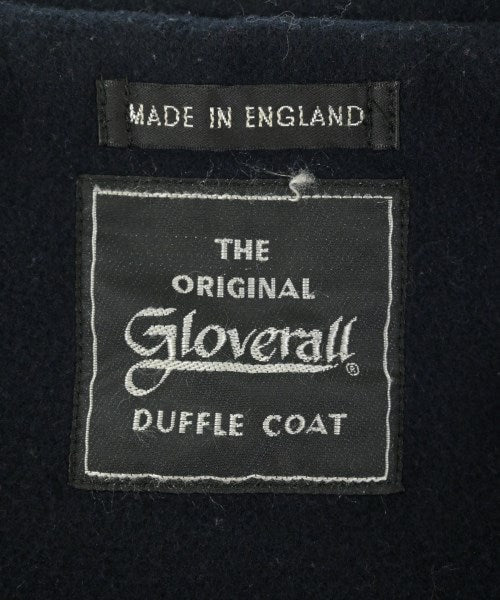 MADE IN ENGLAND
THE
ORIGINAL
Gloverall®
DUFFLE COAT